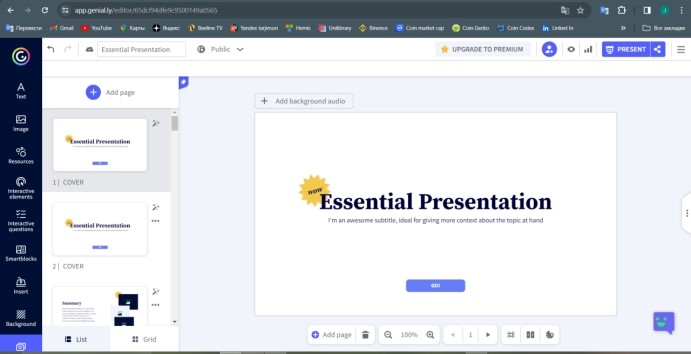 app.genial.ly/editor/65dcf94dfe9c9500149a0565
Перевести
Gmail
YouTube
Карты
Яндекс
Beeline TV
Yandex tarjimon
Hemis
Unilibrary
Binance
Coin market cap
Coin Gecko
Coin Codex
Linked In
»
Все закладки
Essential Presentation
Public
UPGRADE TO PREMIUM
PRESENT
Text
Image
Resources
Interactive elements
Interactive questions
Smartblocks
Insert
Background
Add page
Essential Presentation
1 | COVER
Essential Presentation
2 | COVER
Summary
List
Grid
Add background audio
WOW
Essential Presentation
I'm an awesome subtitle, ideal for giving more context about the topic at hand
GO!
Add page
100%
1